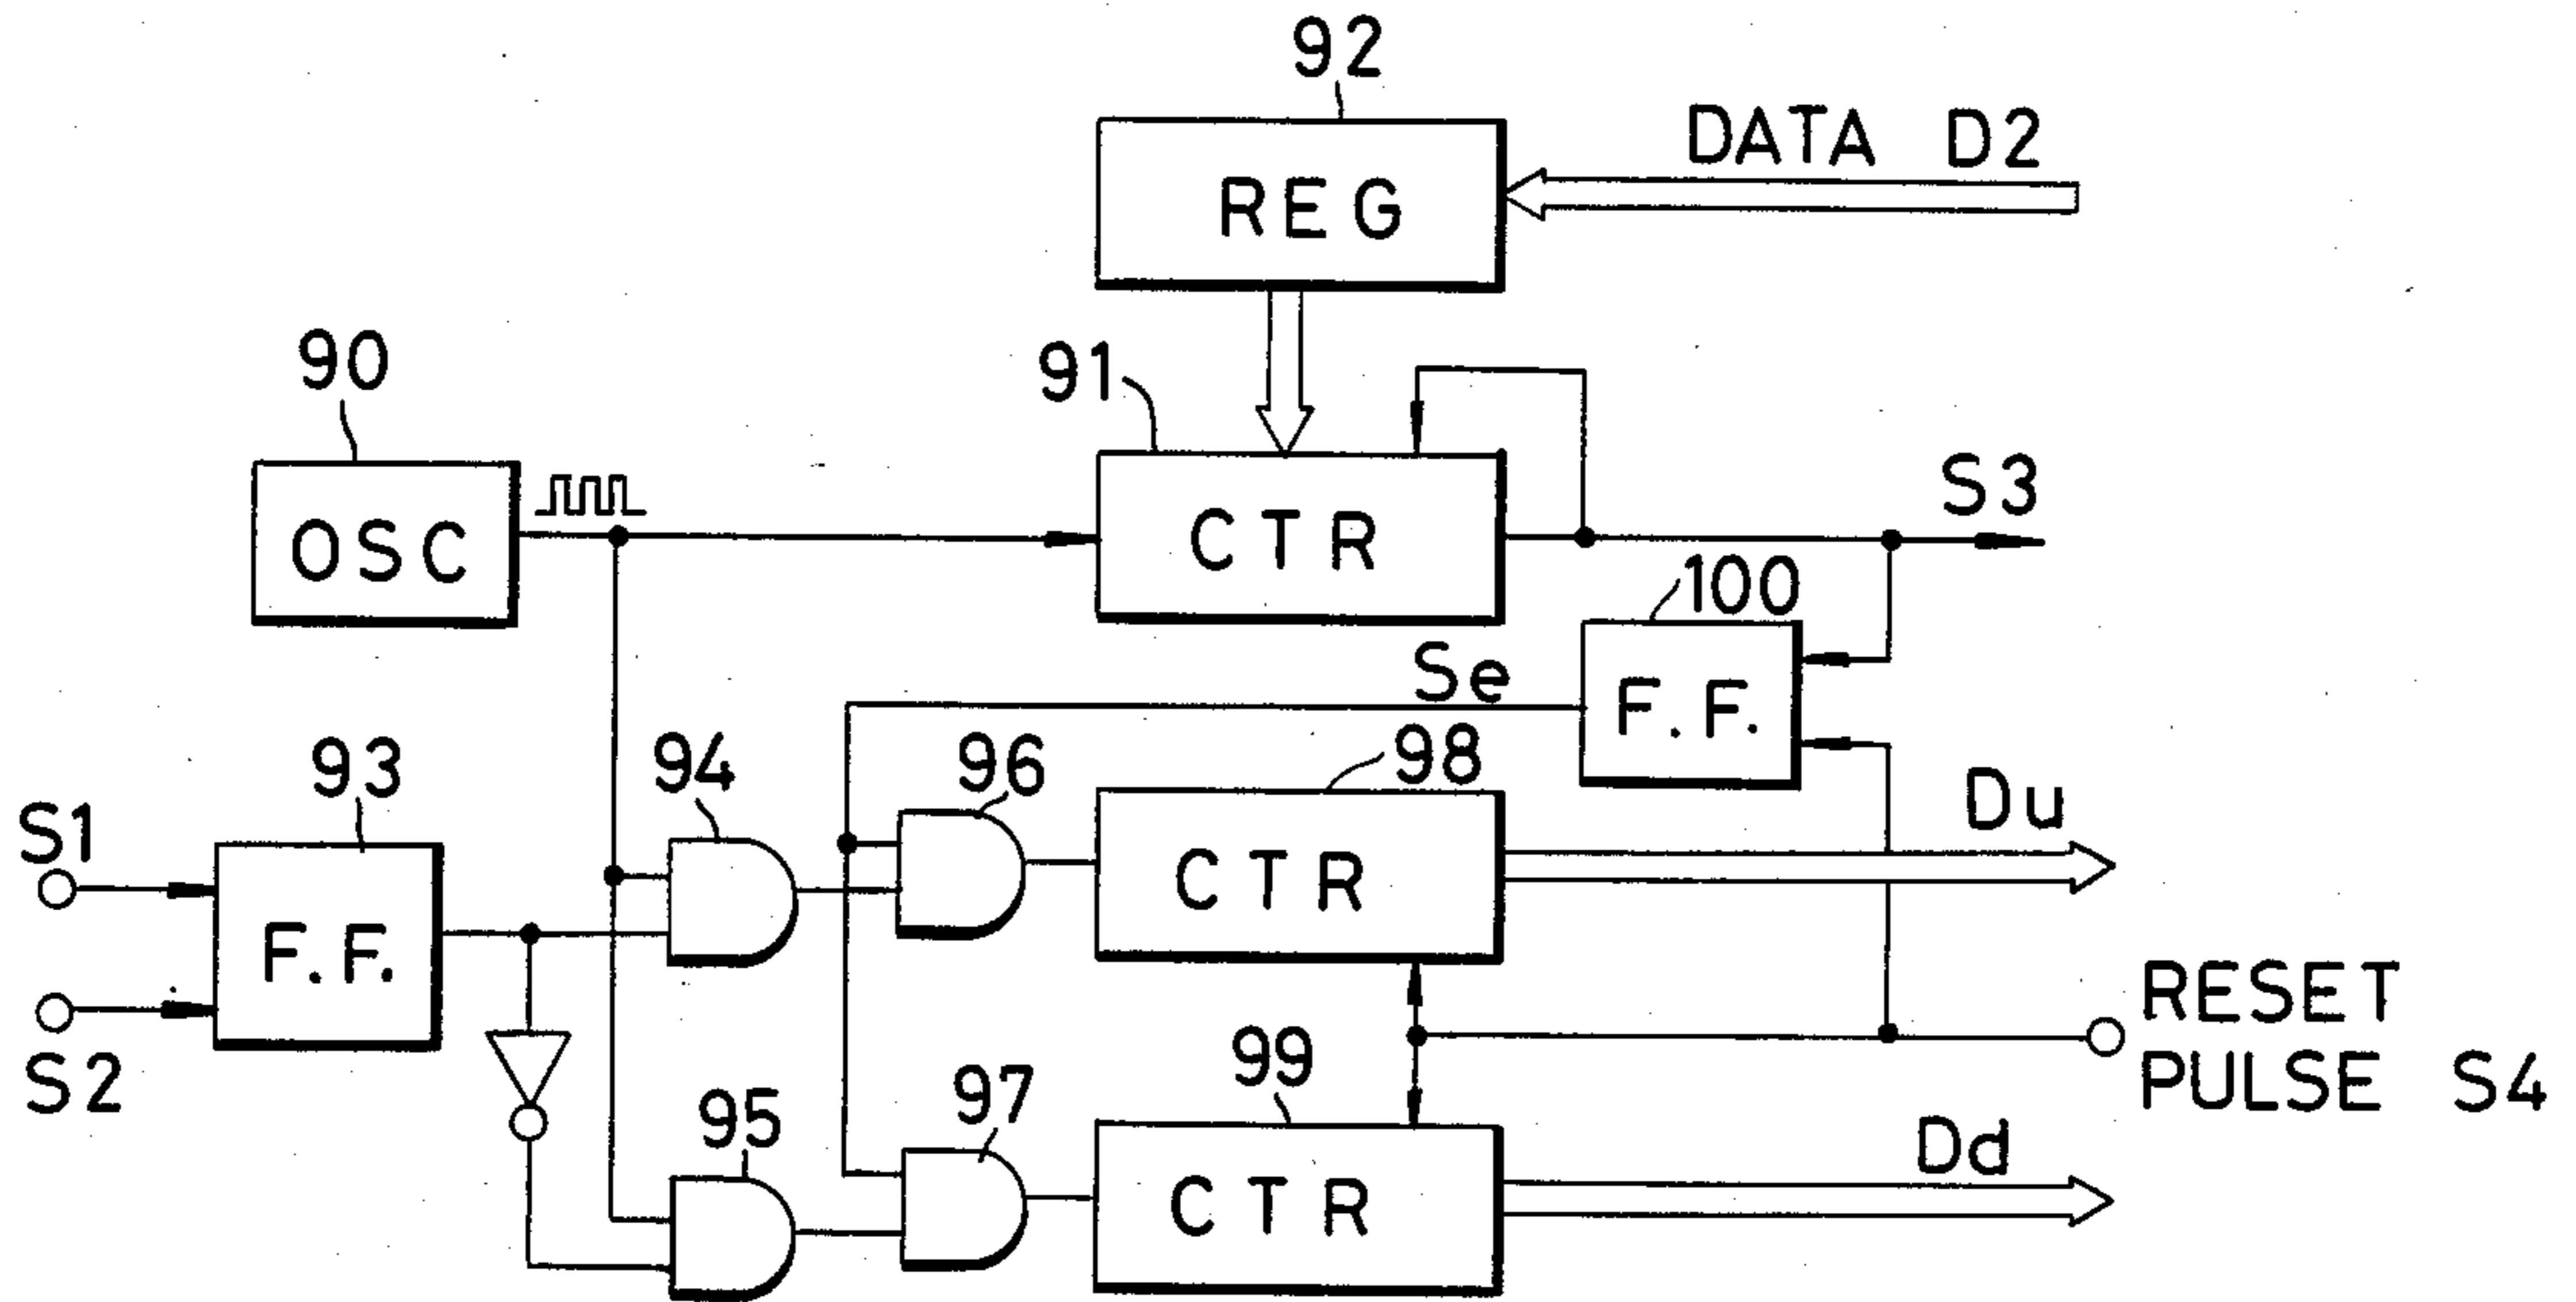 92
DATA D2
REG
90
91
OSC
CTR
S3
100
Se
F.F.
93
94
96
98
S1
Du
CTR
F.F.
S2
RESET
PULSE S4
99
95
97
Dd
CTR